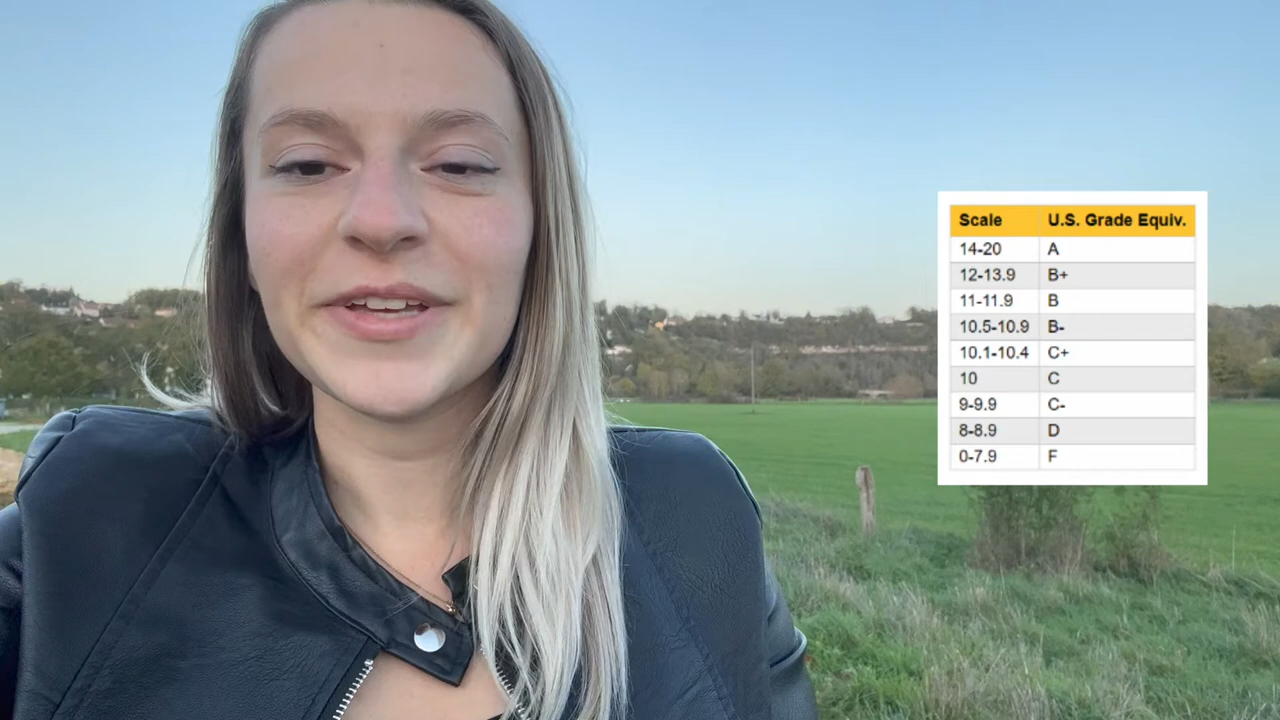 Scale U.S. Grade Equiv.
14-20 A
12-13.9 B+
11-11.9 B
10.5-10.9 B-
10.1-10.4 C+
10 C
9-9.9 C-
8-8.9 D
0-7.9 F